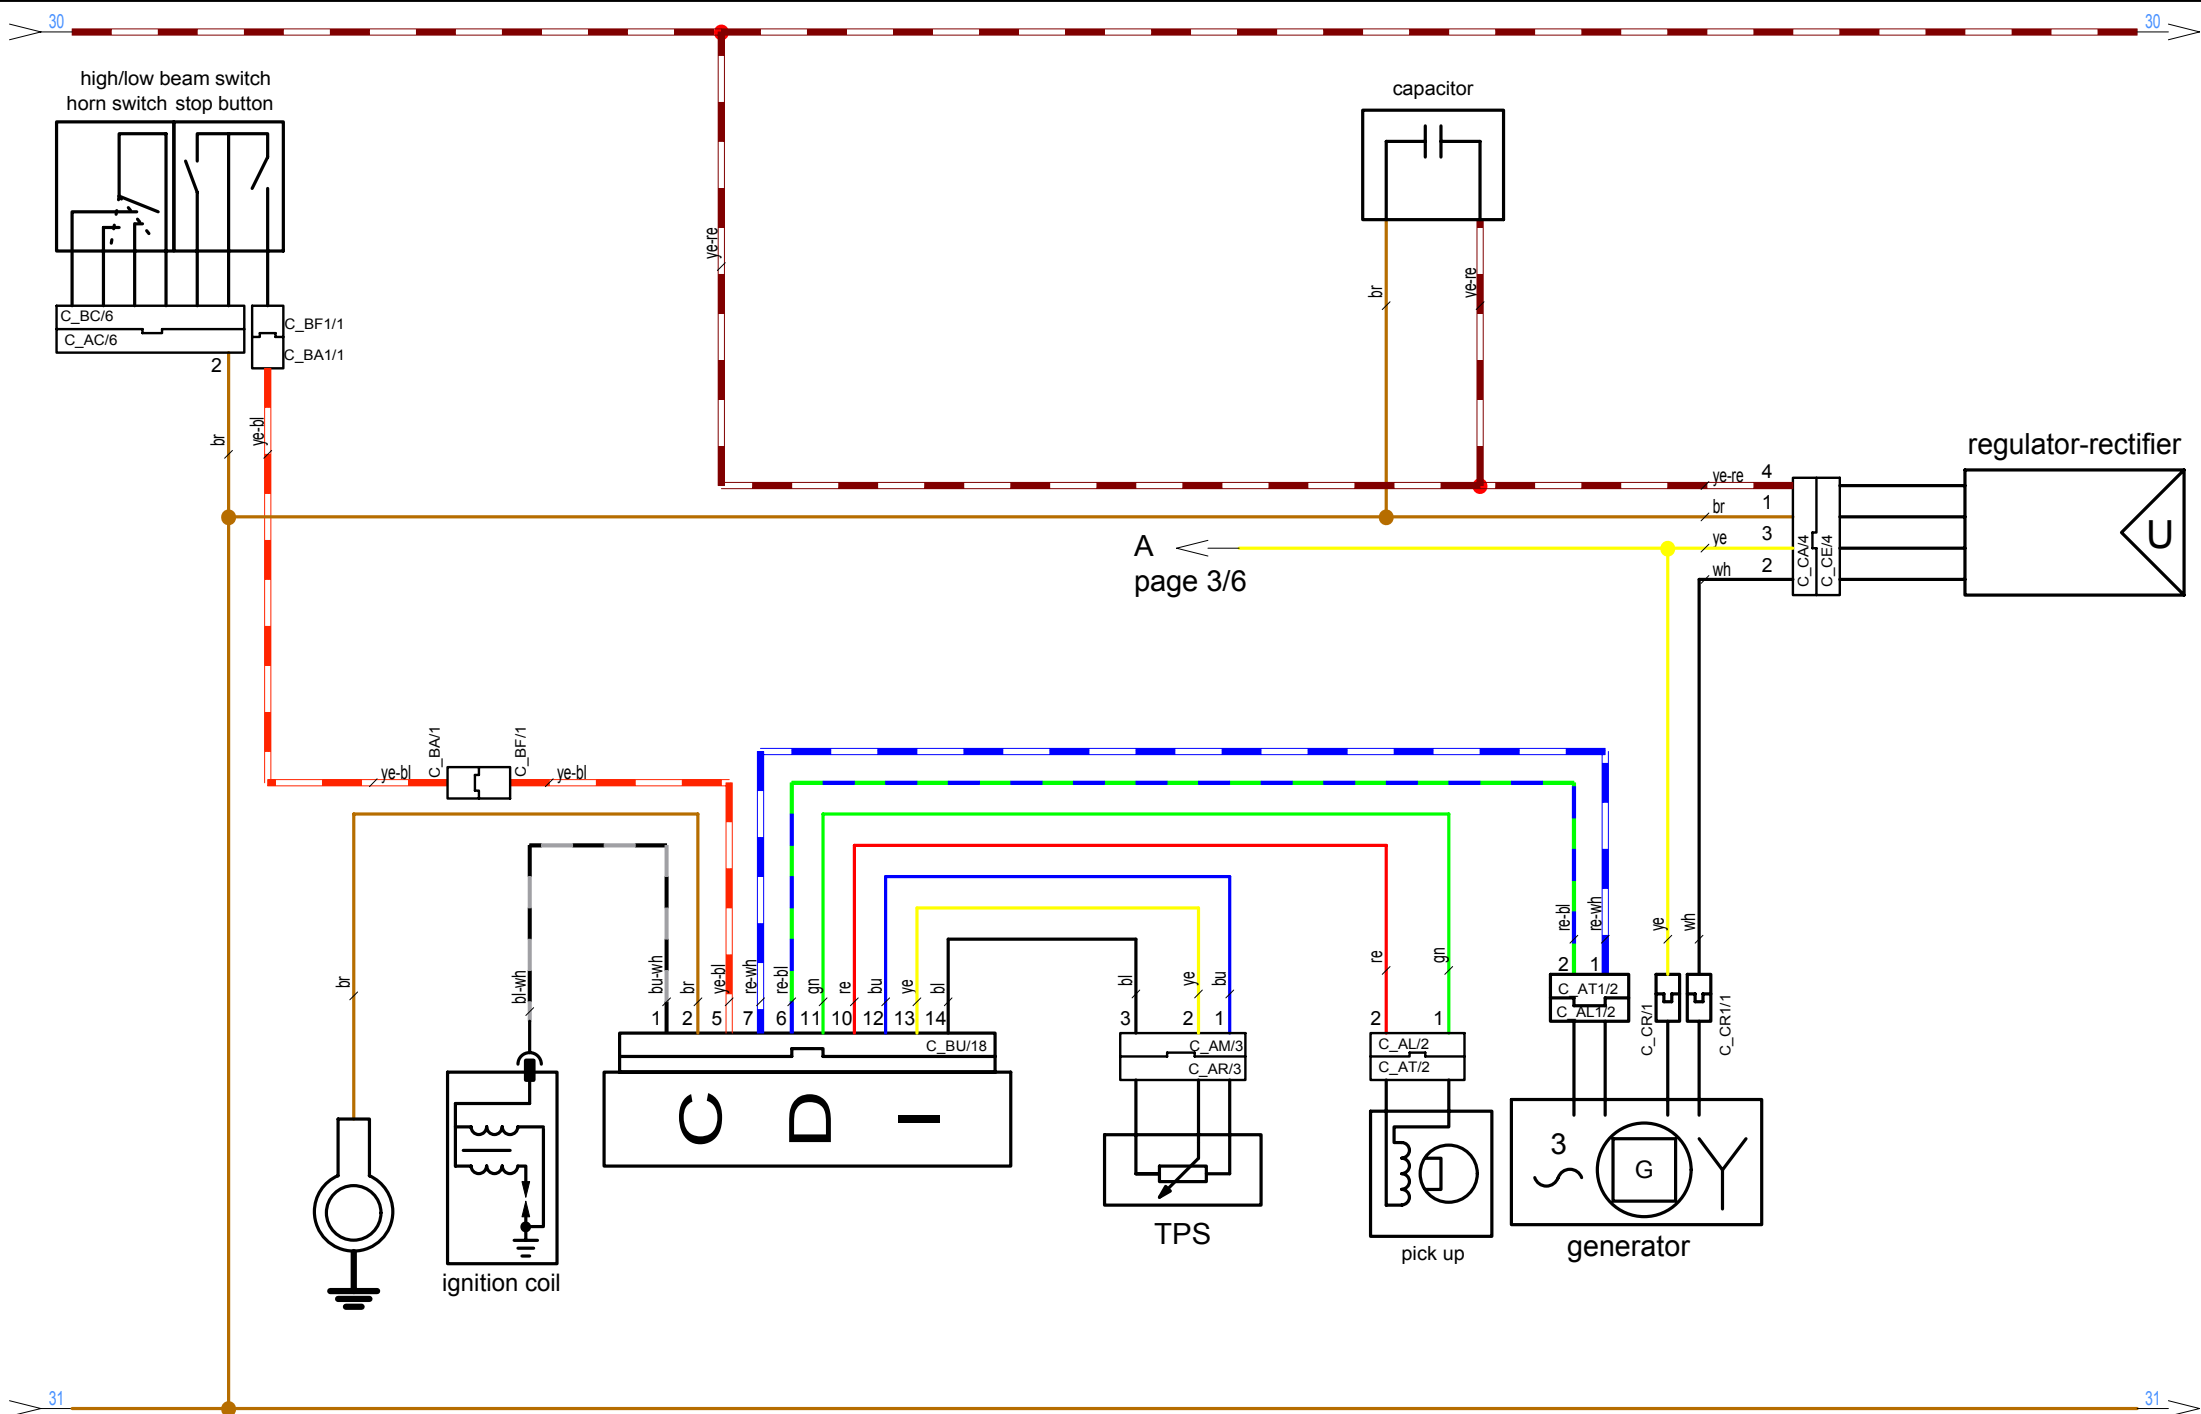 30
30
high/low beam switch
horn switch stop button
capacitor
ye-re
br
ye-re
C_BC/6
C_AC/6
C_BF1/1
C_BA1/1
2
br
ye-bl
regulator-rectifier
ye-re 4
br 1
ye 3
wh 2
C_CA/4
C_CE/4
U
A
page 3/6
C_BA/1
C_BF/1
ye-bl
ye-bl
br
bl-wh
bu-wh
br
ye-bl
re-wh
re-bl
gn
re
bu
ye
bl
bl
ye
bu
re
gn
re-bl
re-wh
ye
wh
1 2 5 7 6 11 10 12 13 14
3 2 1
2 1
2 1
C_BU/18
C_AM/3
C_AR/3
C_AL/2
C_AT/2
C_AT1/2
C_AL1/2
C_CR/1
C_CR1/1
C D I
3
G
TPS
pick up
generator
ignition coil
31
31